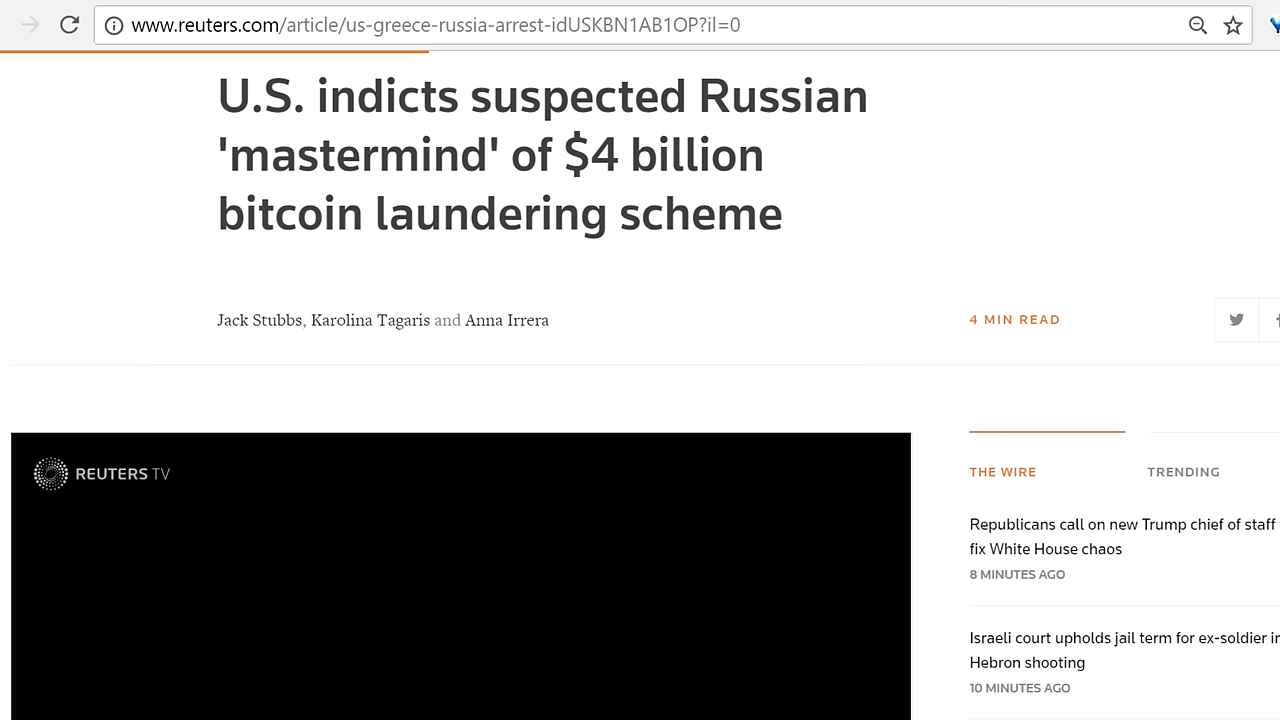 www.reuters.com/article/us-greece-russia-arrest-idUSKBN1AB1OP?il=0
U.S. indicts suspected Russian
'mastermind' of $4 billion
bitcoin laundering scheme
Jack Stubbs, Karolina Tagaris and Anna Irrera
4 MIN READ
REUTERS TV
THE WIRE
TRENDING
Republicans call on new Trump chief of staff
fix White House chaos
8 MINUTES AGO
Israeli court upholds jail term for ex-soldier
Hebron shooting
10 MINUTES AGO